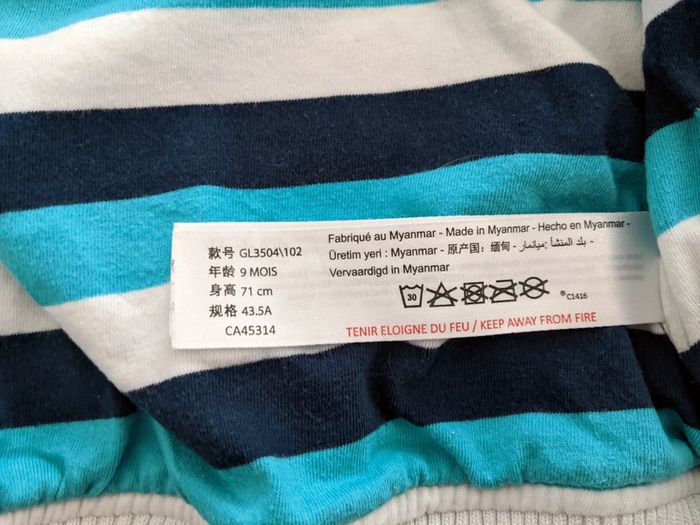 款号 GL3504\102
年龄 9 MOIS
身高 71 cm
规格 43.5A
CA45314
Fabriqué au Myanmar - Made in Myanmar - Hecho en Myanmar -
Üretim yeri : Myanmar - 原产国：缅甸 - بلد المنشأ :ميانمار -
Vervaardigd in Myanmar
30
®C1416
TENIR ELOIGNE DU FEU / KEEP AWAY FROM FIRE